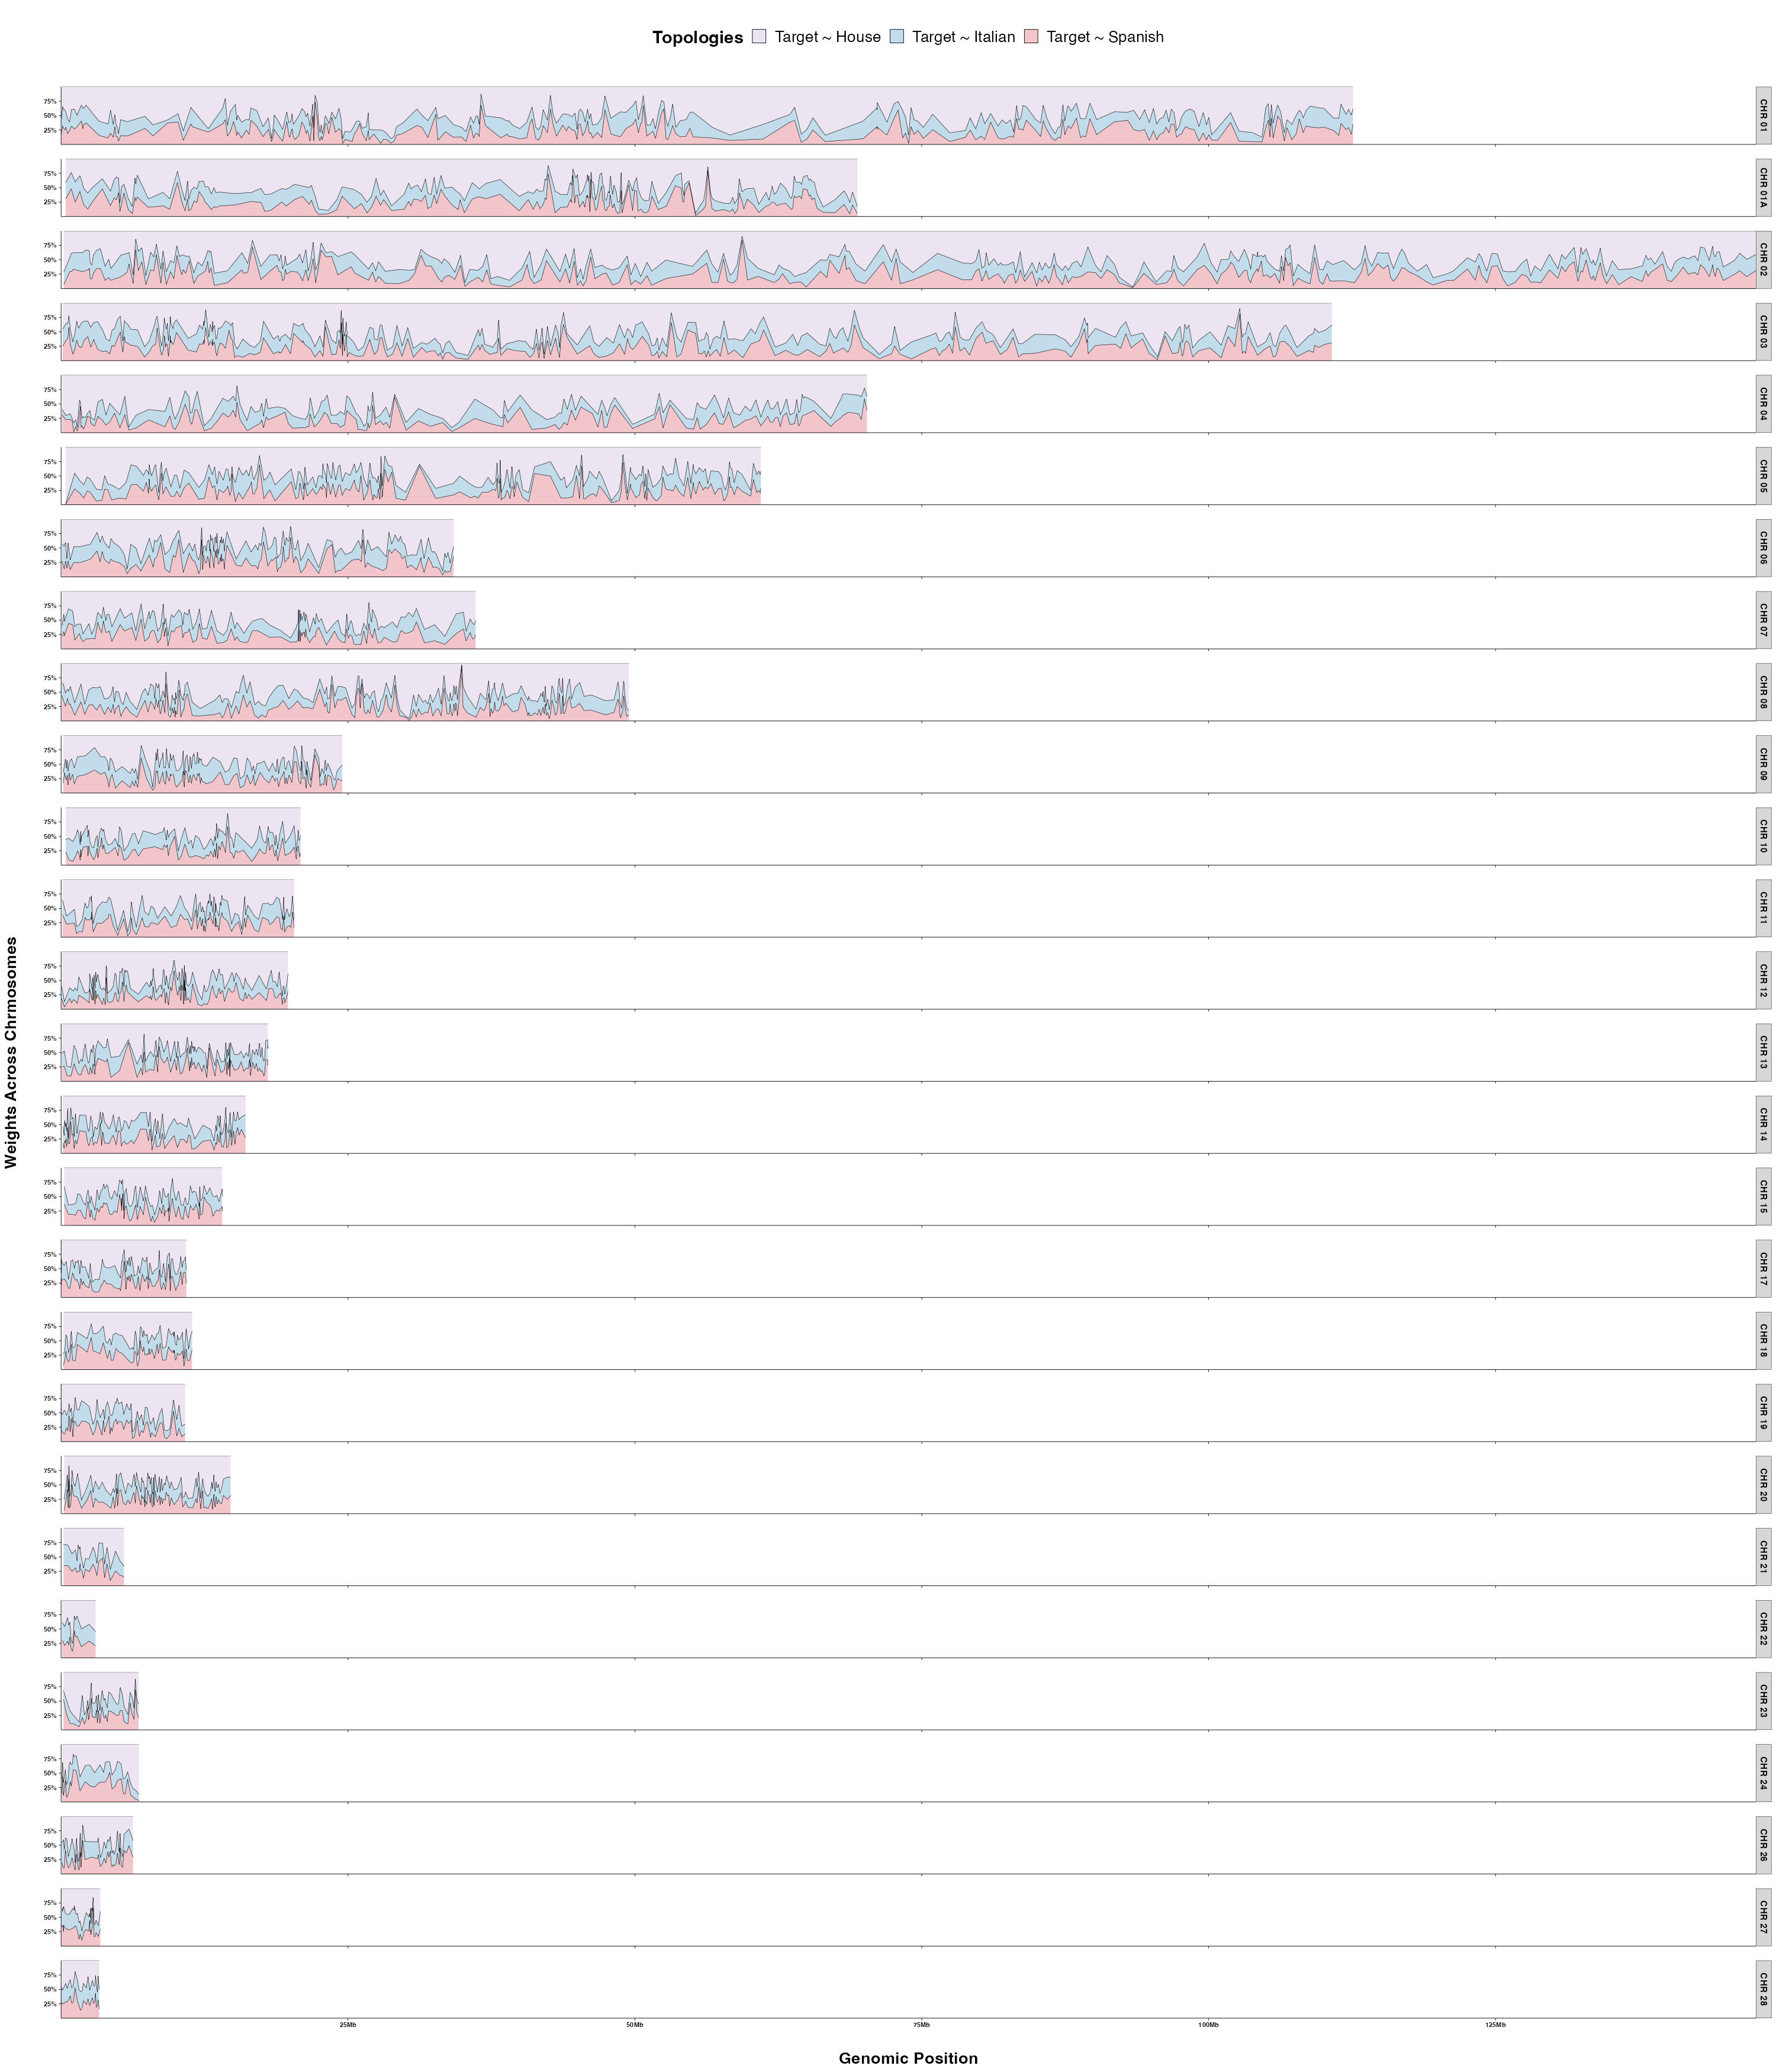 Topologies Target ~ House Target ~ Italian Target ~ Spanish
Weights Across Chrmosomes
75%
50%
25%
CHR 01
75%
50%
25%
CHR 01A
75%
50%
25%
CHR 02
75%
50%
25%
CHR 03
75%
50%
25%
CHR 04
75%
50%
25%
CHR 05
75%
50%
25%
CHR 06
75%
50%
25%
CHR 07
75%
50%
25%
CHR 08
75%
50%
25%
CHR 09
75%
50%
25%
CHR 10
75%
50%
25%
CHR 11
75%
50%
25%
CHR 12
75%
50%
25%
CHR 13
75%
50%
25%
CHR 14
75%
50%
25%
CHR 15
75%
50%
25%
CHR 17
75%
50%
25%
CHR 18
75%
50%
25%
CHR 19
75%
50%
25%
CHR 20
75%
50%
25%
CHR 21
75%
50%
25%
CHR 22
75%
50%
25%
CHR 23
75%
50%
25%
CHR 24
75%
50%
25%
CHR 26
75%
50%
25%
CHR 27
75%
50%
25%
CHR 28
25Mb 50Mb 75Mb 100Mb 125Mb
Genomic Position